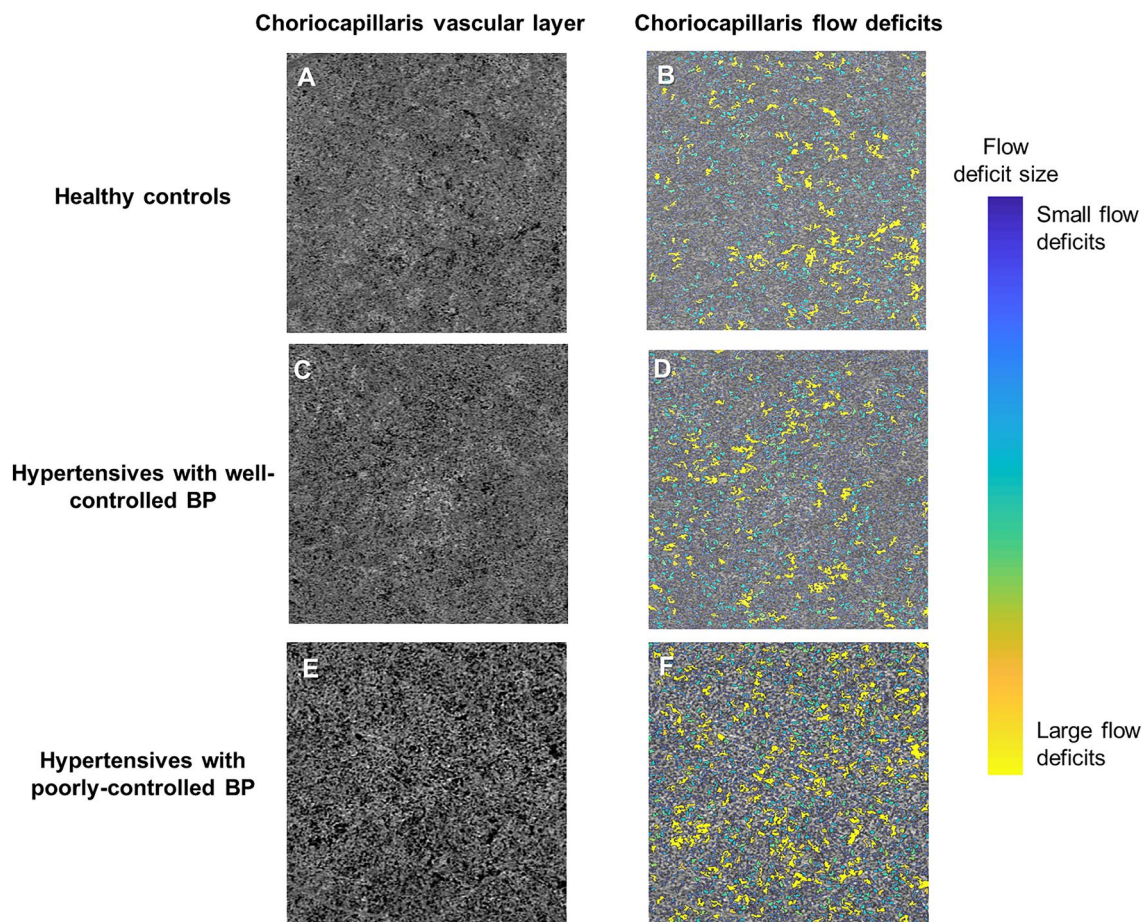 Choriocapillaris vascular layer
Choriocapillaris flow deficits
A
B
Healthy controls
Flow
deficit size
Small flow
deficits
C
D
Hypertensives with well-
controlled BP
E
F
Hypertensives with
poorly-controlled BP
Large flow
deficits